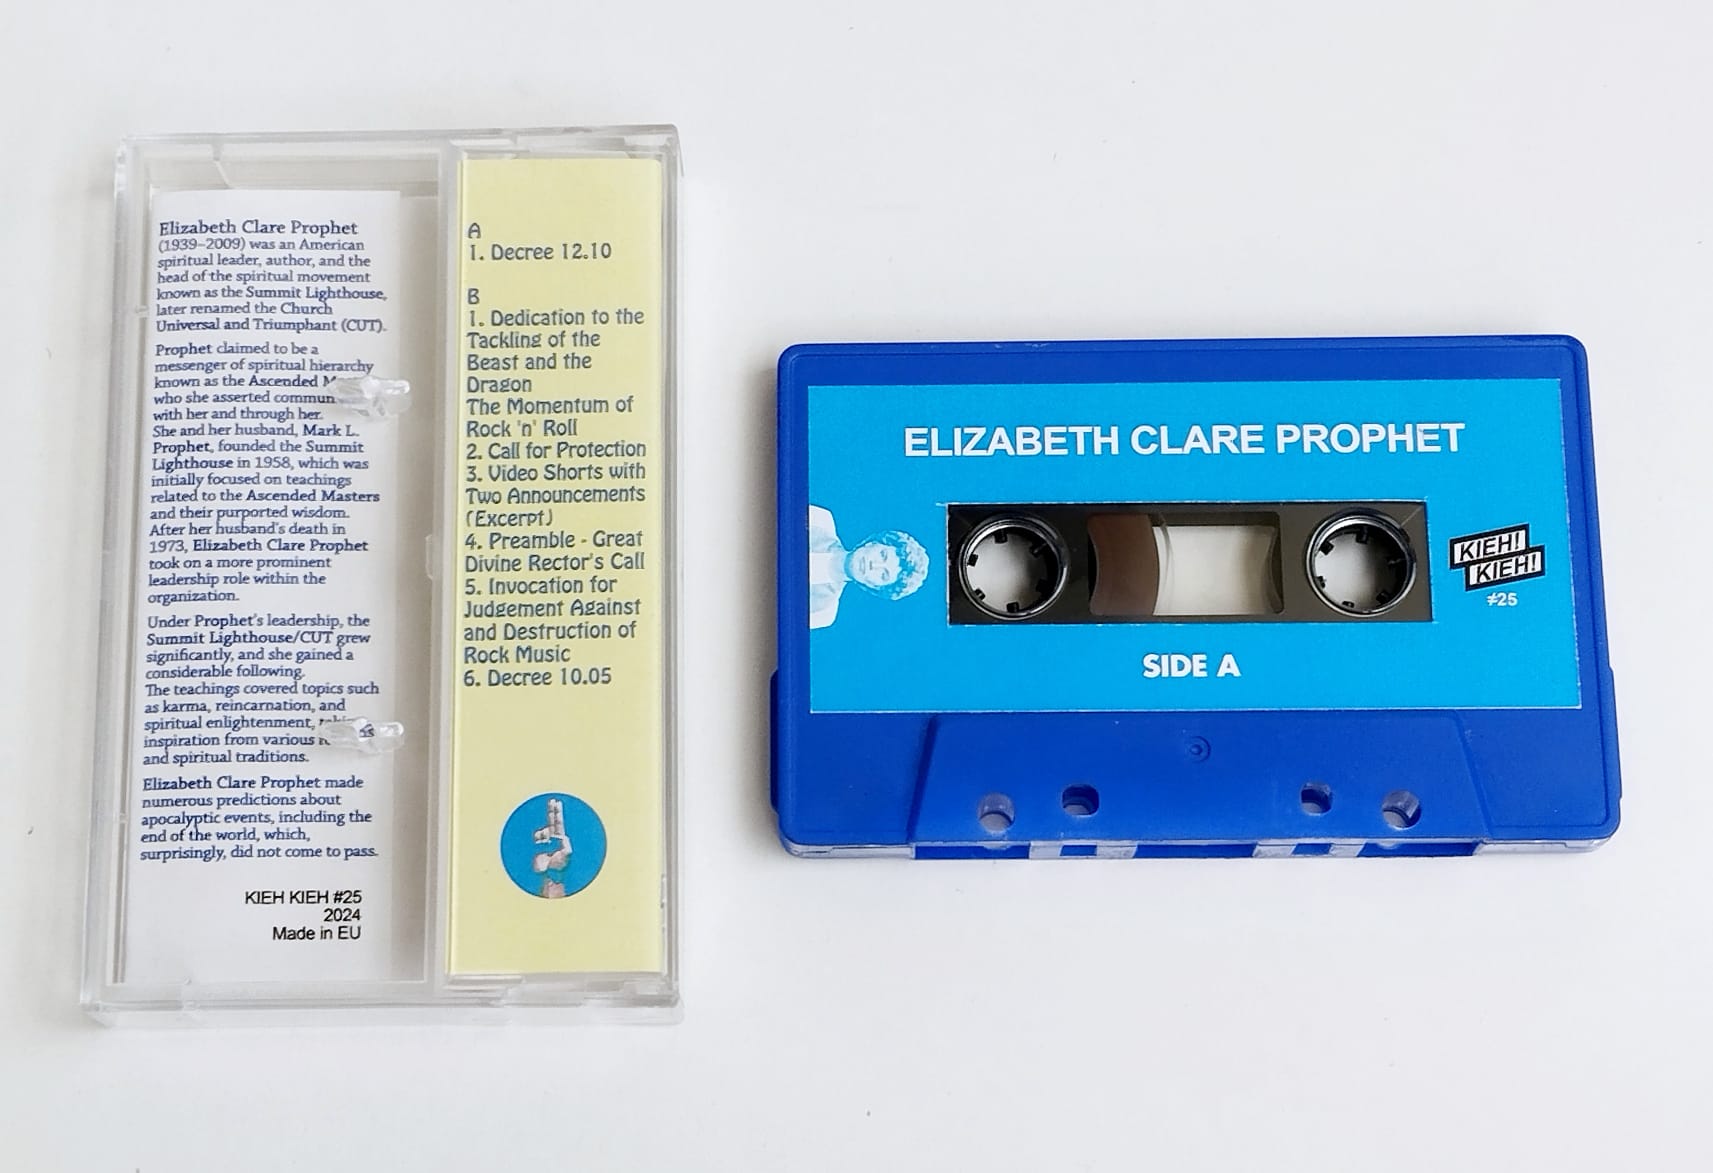 Elizabeth Clare Prophet
(1939–2009) was an American
spiritual leader, author, and the
head of the spiritual movement
known as the Summit Lighthouse,
later renamed the Church
Universal and Triumphant (CUT).
Prophet claimed to be a
messenger of spiritual hierarchy
known as the Ascended
who she asserted
with her and through her.
She and her husband, Mark L.
Prophet, founded the Summit
Lighthouse in 1958, which was
initially focused on teachings
related to the Ascended Masters
and their purported wisdom.
After her husband's death in
1973, Elizabeth Clare Prophet
took on a more prominent
leadership role within the
organization.
Under Prophet's leadership, the
Summit Lighthouse/CUT grew
significantly, and she gained a
considerable following.
The teachings covered topics such
as karma, reincarnation, and
spiritual enlightenment,
inspiration from various
and spiritual traditions.
Elizabeth Clare Prophet made
numerous predictions about
apocalyptic events, including the
end of the world, which,
surprisingly, did not come to pass.
KIEH KIEH #25
2024
Made in EU
A
1. Decree 12.10
B
1. Dedication to the
Tackling of the
Beast and the
Dragon
The Momentum of
Rock 'n' Roll
2. Call for Protection
3. Video Shorts with
Two Announcements
(Excerpt)
4. Preamble - Great
Divine Rector's Call
5. Invocation for
Judgement Against
and Destruction of
Rock Music
6. Decree 10.05
ELIZABETH CLARE PROPHET
KIEH!
KIEH!
#25
SIDE A